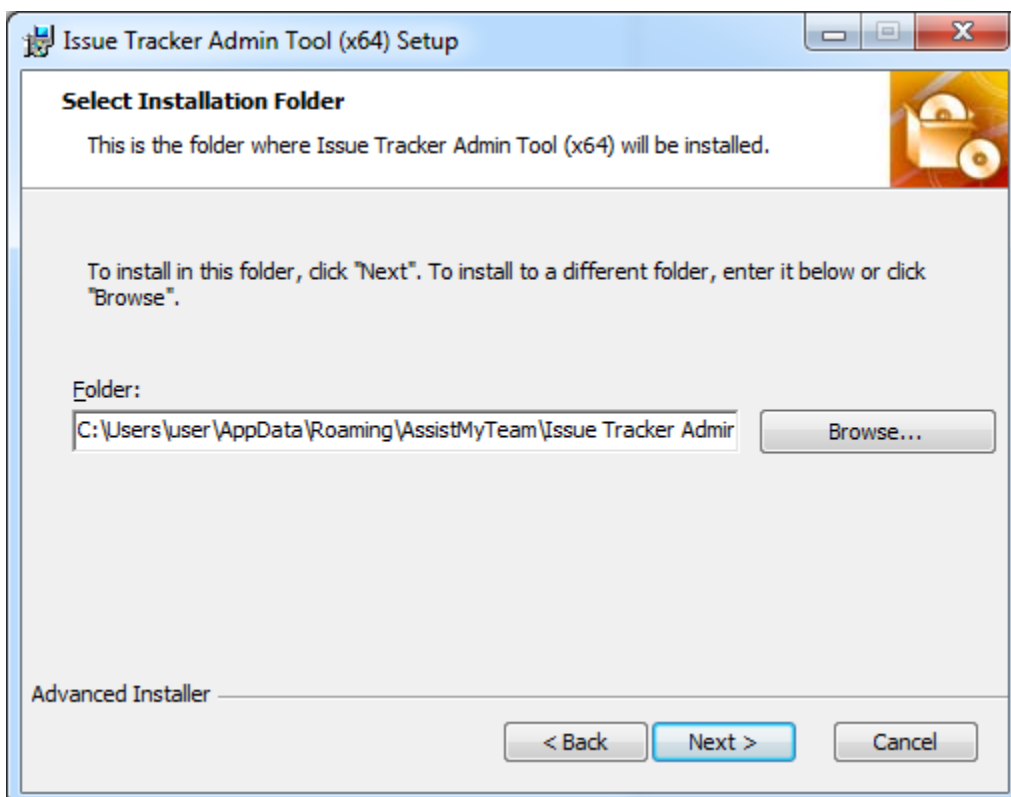 Issue Tracker Admin Tool (x64) Setup
Select Installation Folder
This is the folder where Issue Tracker Admin Tool (x64) will be installed.
To install in this folder, click "Next". To install to a different folder, enter it below or click
"Browse".
Folder:
C:\Users\user\AppData\Roaming\AssistMyTeam\Issue Tracker Admir
Browse...
Advanced Installer
< Back
Next >
Cancel